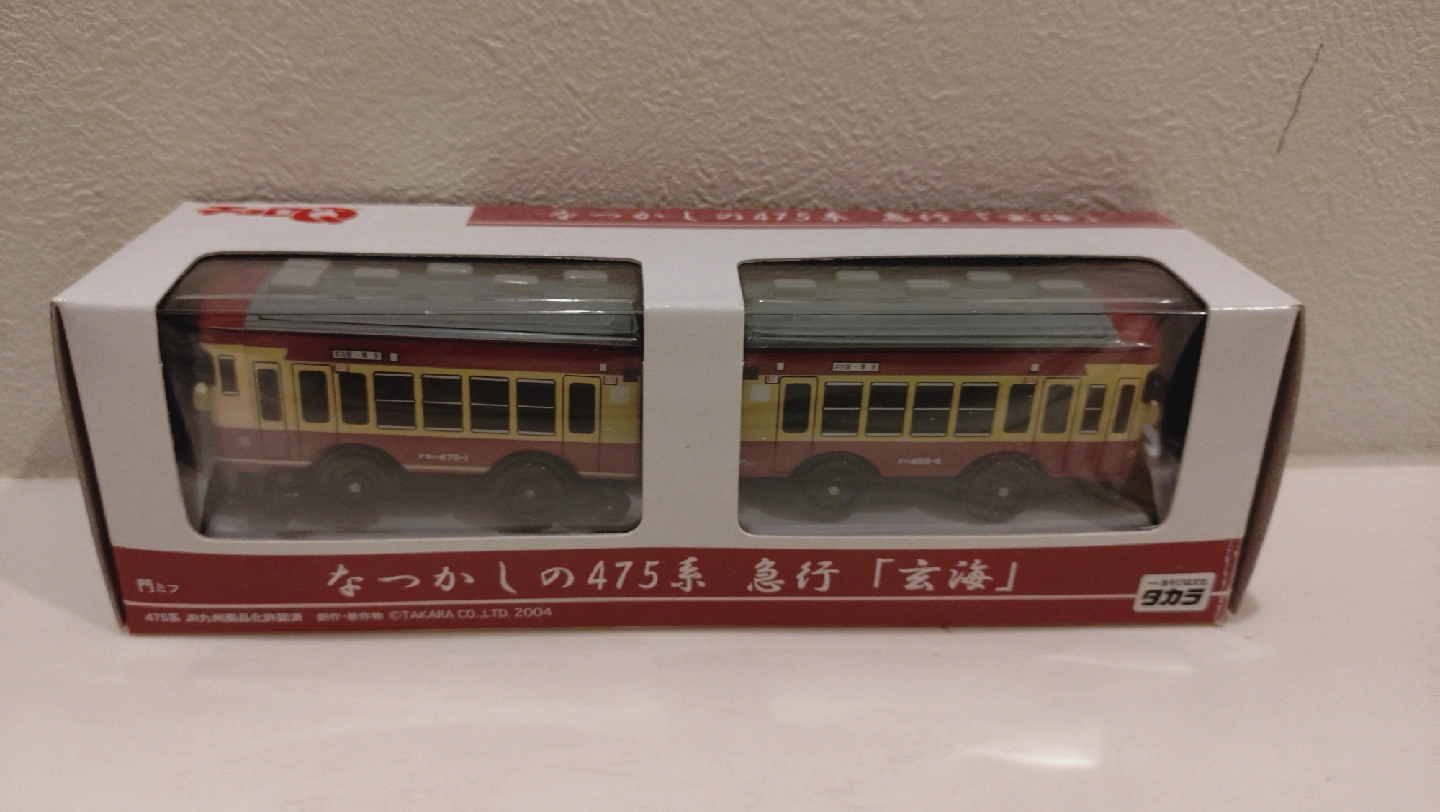 なつかしの475系 急行「玄海」
なつかしの475系 急行「玄海」
門ミフ
475系 JR九州商品化許諾済 創作・著作物 ©TAKARA CO.,LTD. 2004
タカラ